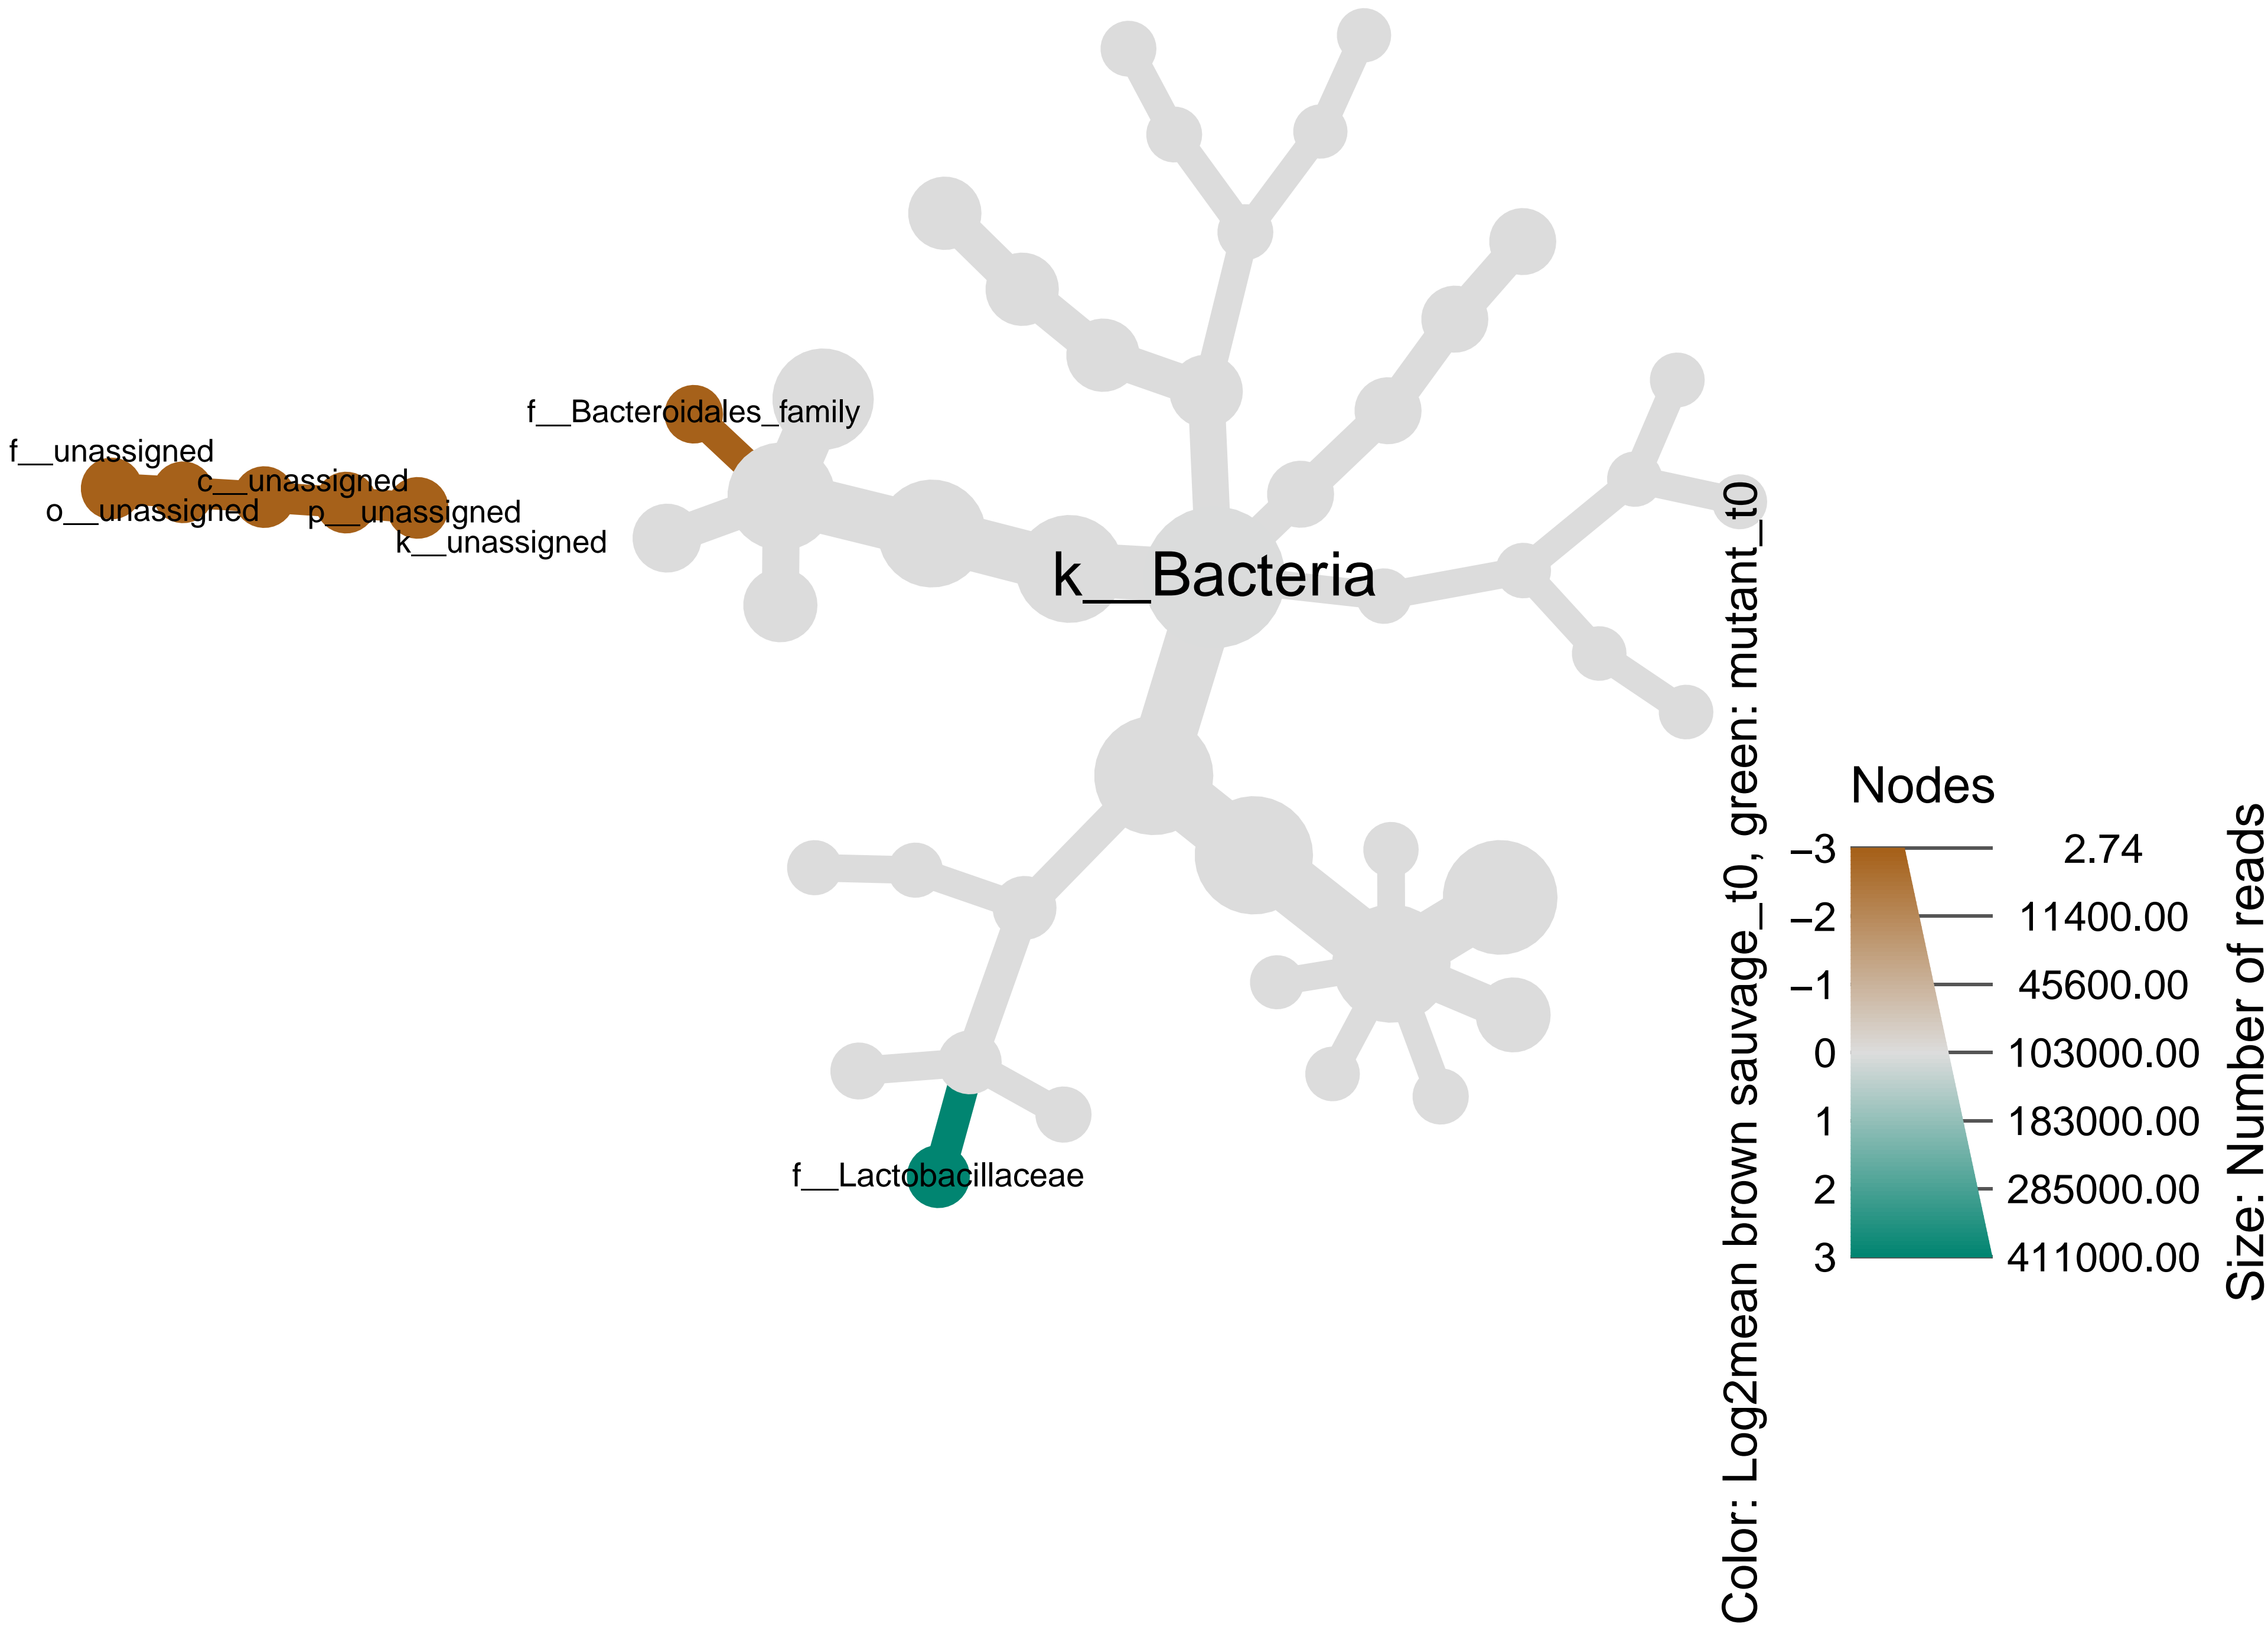 f__Bacteroidales_family
f__unassigned
c__unassigned
o__unassigned
p__unassigned
k__unassigned
k__Bacteria
f__Lactobacillaceae
Color: Log2mean brown sauvage_t0, green: mutant_t0
Nodes
−3 2.74
−2 11400.00
−1 45600.00
0 103000.00
1 183000.00
2 285000.00
3 411000.00
Size: Number of reads